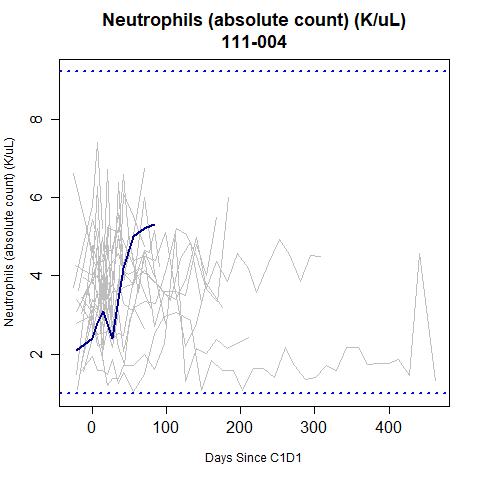 Neutrophils (absolute count) (K/uL)
111-004
Neutrophils (absolute count) (K/uL)
8
6
4
2
0 100 200 300 400
Days Since C1D1